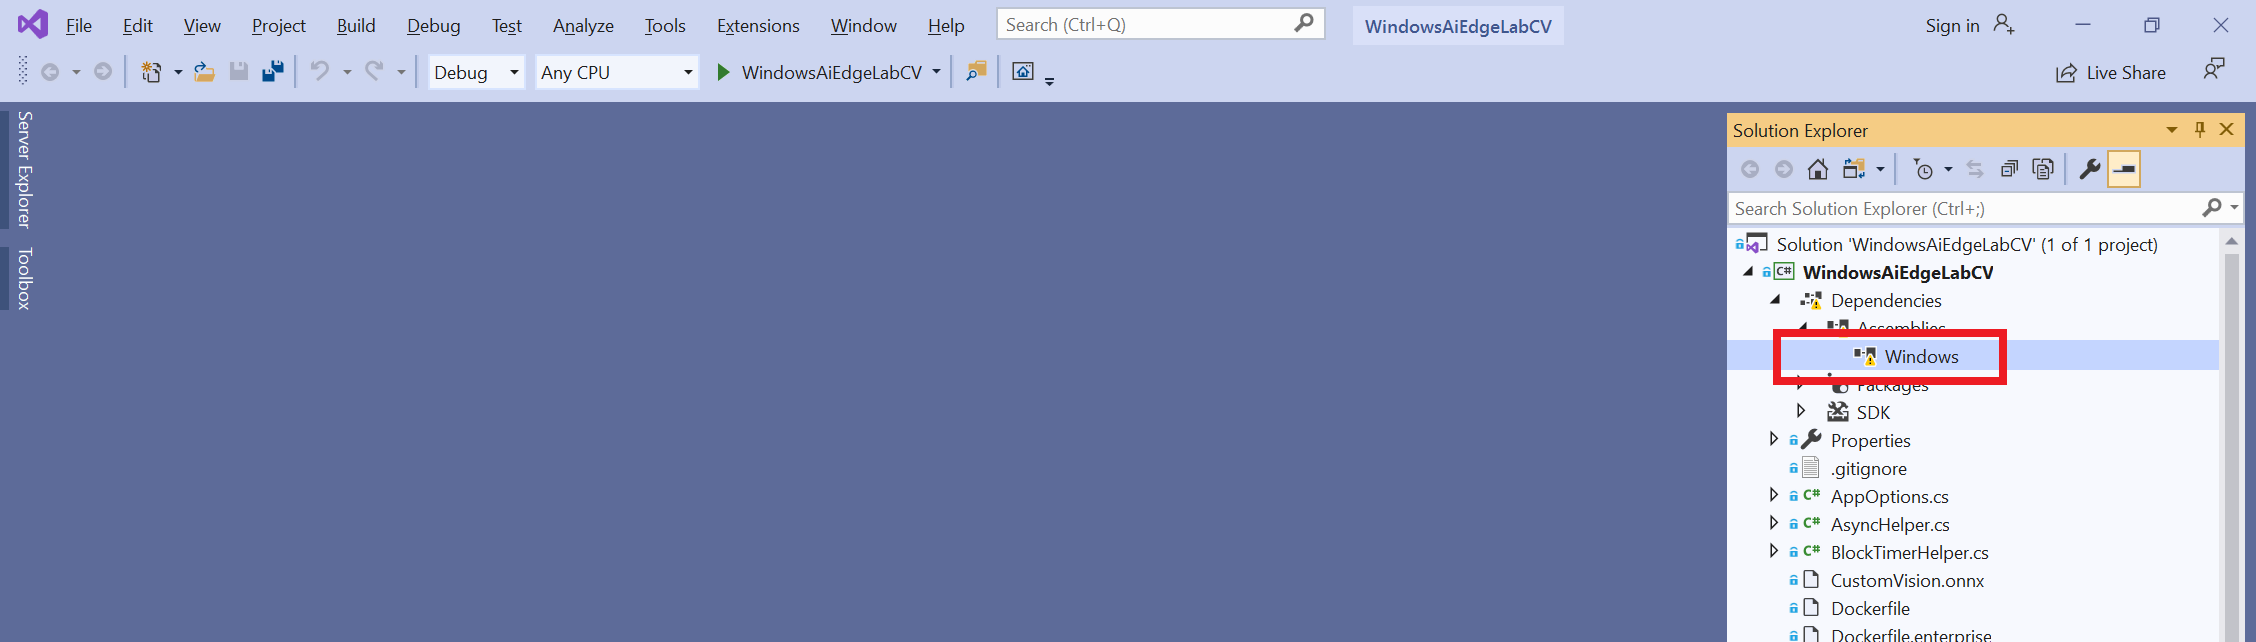 File Edit View Project Build Debug Test Analyze Tools Extensions Window Help Search (Ctrl+Q) WindowsAiEdgeLabCV Sign in
Debug Any CPU WindowsAiEdgeLabCV Live Share
Server Explorer
Toolbox
Solution Explorer
Search Solution Explorer (Ctrl+;)
Solution 'WindowsAiEdgeLabCV' (1 of 1 project)
C# WindowsAiEdgeLabCV
Dependencies
Assemblies
Windows
Packages
SDK
Properties
.gitignore
C# AppOptions.cs
C# AsyncHelper.cs
C# BlockTimerHelper.cs
CustomVision.onnx
Dockerfile
Dockerfile.enterprise